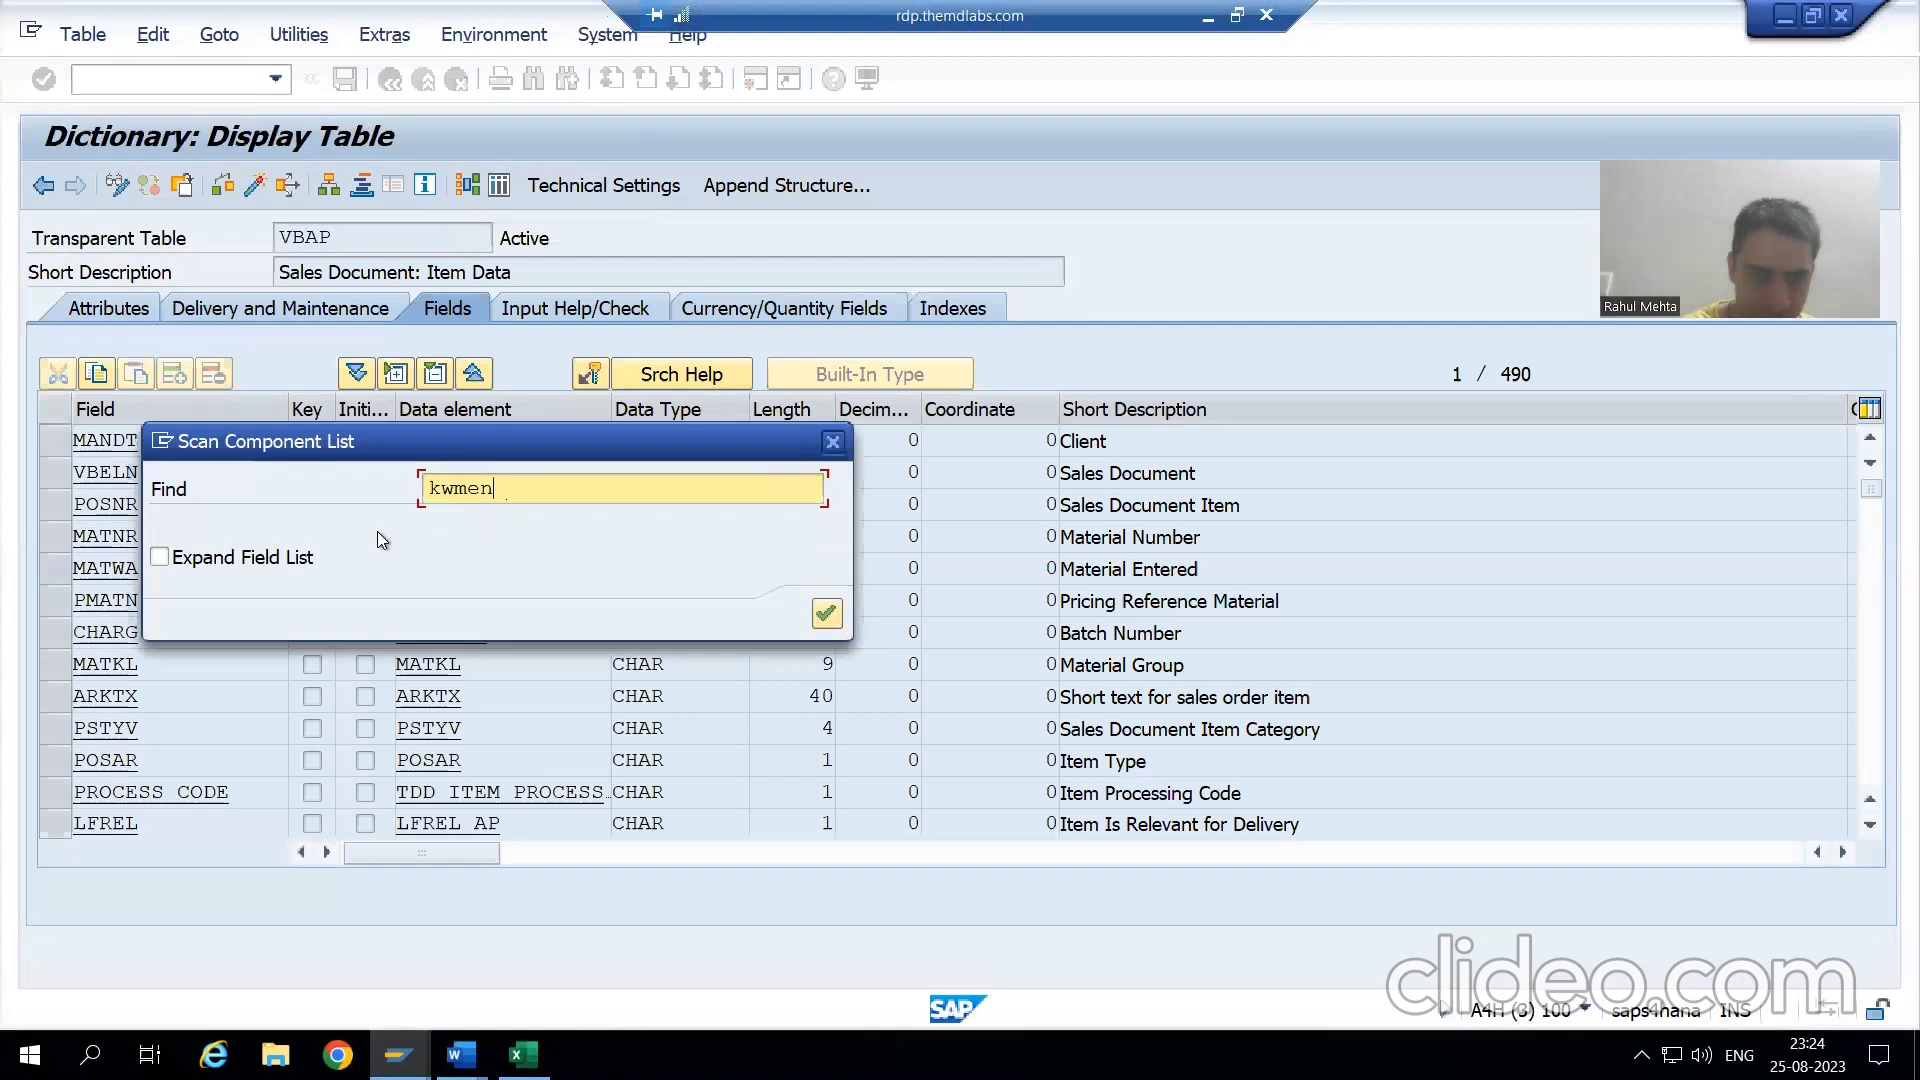 rdp.themdlabs.com
Table Edit Goto Utilities Extras Environment System Help
Dictionary: Display Table
Technical Settings Append Structure...
Transparent Table VBAP Active
Short Description Sales Document: Item Data
Rahul Mehta
Attributes Delivery and Maintenance Fields Input Help/Check Currency/Quantity Fields Indexes
Srch Help Built-In Type 1 / 490
Field Key Initi... Data element Data Type Length Decim... Coordinate Short Description
MANDT 0 0 Client
Scan Component List
VBELN 0 0 Sales Document
Find kwmen
POSNR 0 0 Sales Document Item
MATNR 0 0 Material Number
Expand Field List
MATWA 0 0 Material Entered
PMATN 0 0 Pricing Reference Material
CHARG 0 0 Batch Number
MATKL MATKL CHAR 9 0 0 Material Group
ARKTX ARKTX CHAR 40 0 0 Short text for sales order item
PSTYV PSTYV CHAR 4 0 0 Sales Document Item Category
POSAR POSAR CHAR 1 0 0 Item Type
PROCESS_CODE TDD_ITEM_PROCESS... CHAR 1 0 0 Item Processing Code
LFREL LFREL_AP CHAR 1 0 0 Item Is Relevant for Delivery
clideo.com
SAP A4H (3) 100 saps4hana INS
23:24
ENG
25-08-2023